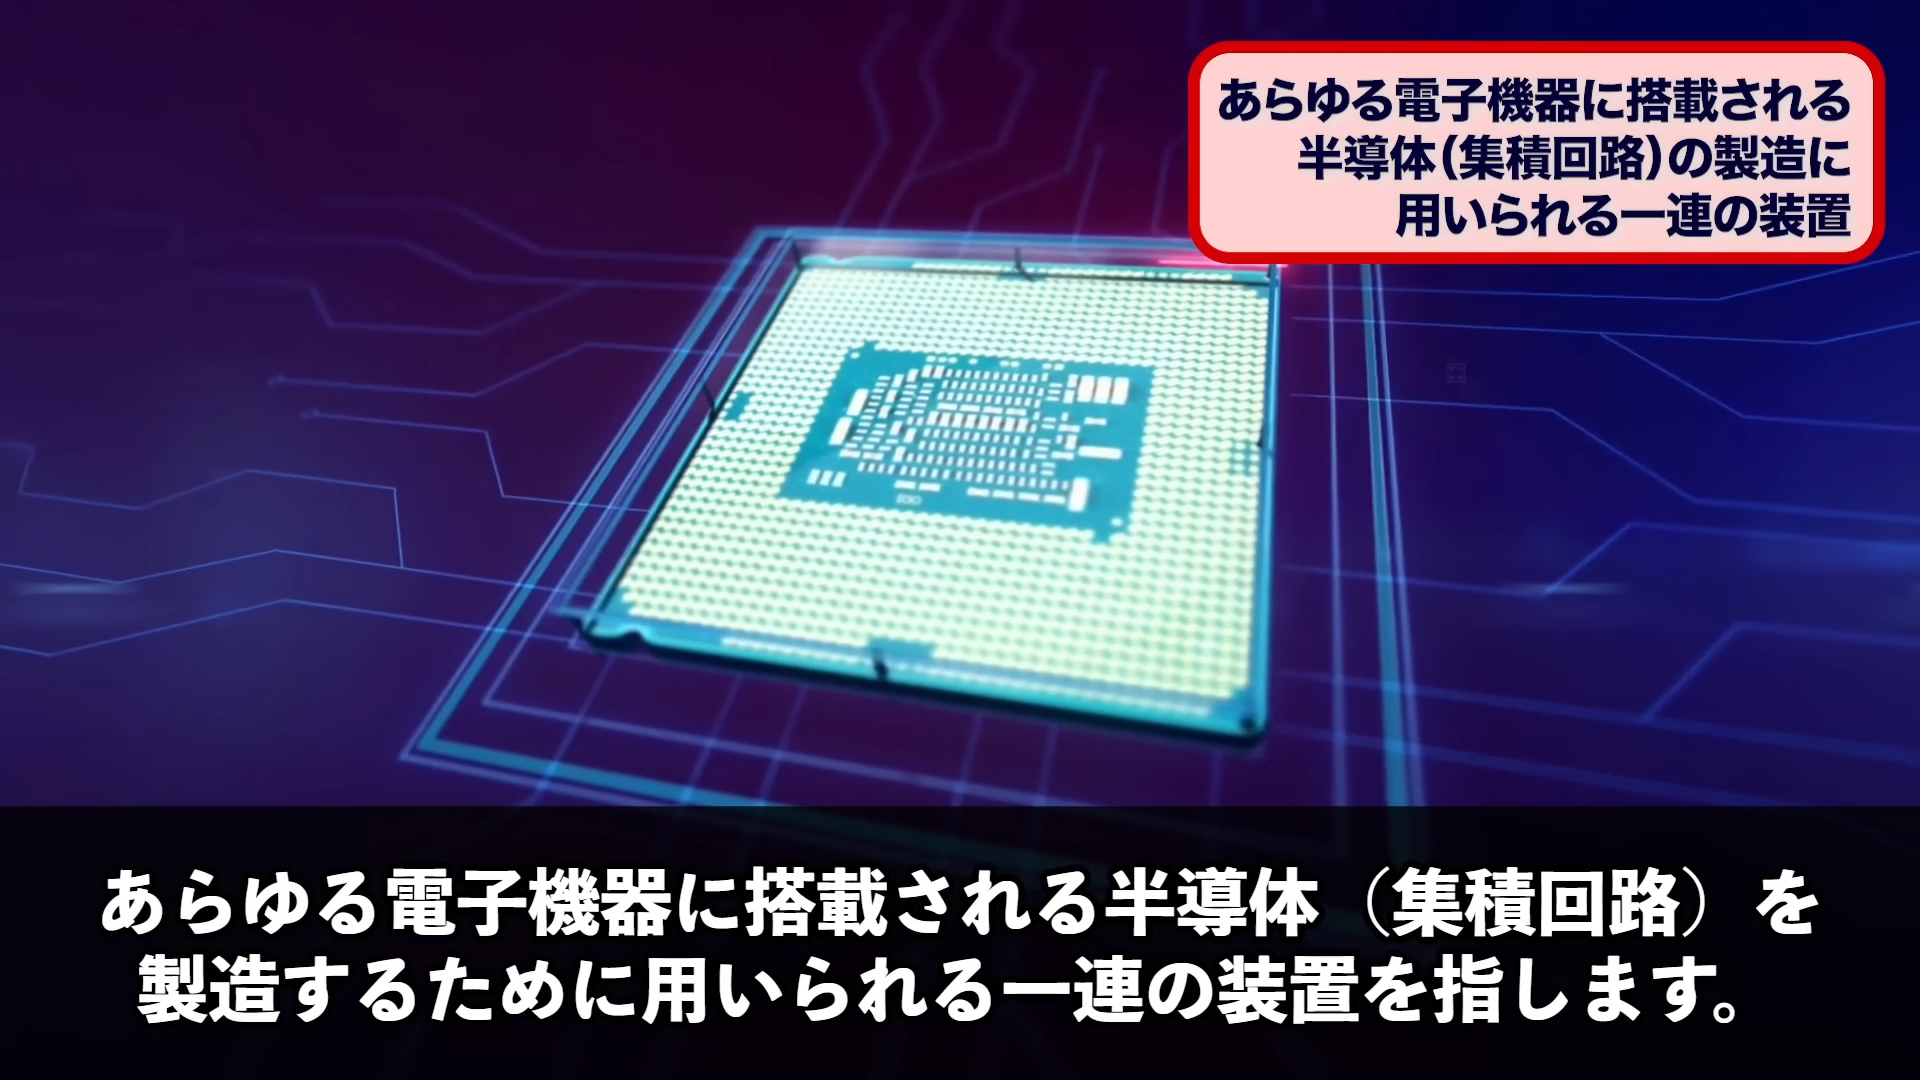 あらゆる電子機器に搭載される
半導体(集積回路)の製造に
用いられる一連の装置
あらゆる電子機器に搭載される半導体（集積回路）を
製造するために用いられる一連の装置を指します。